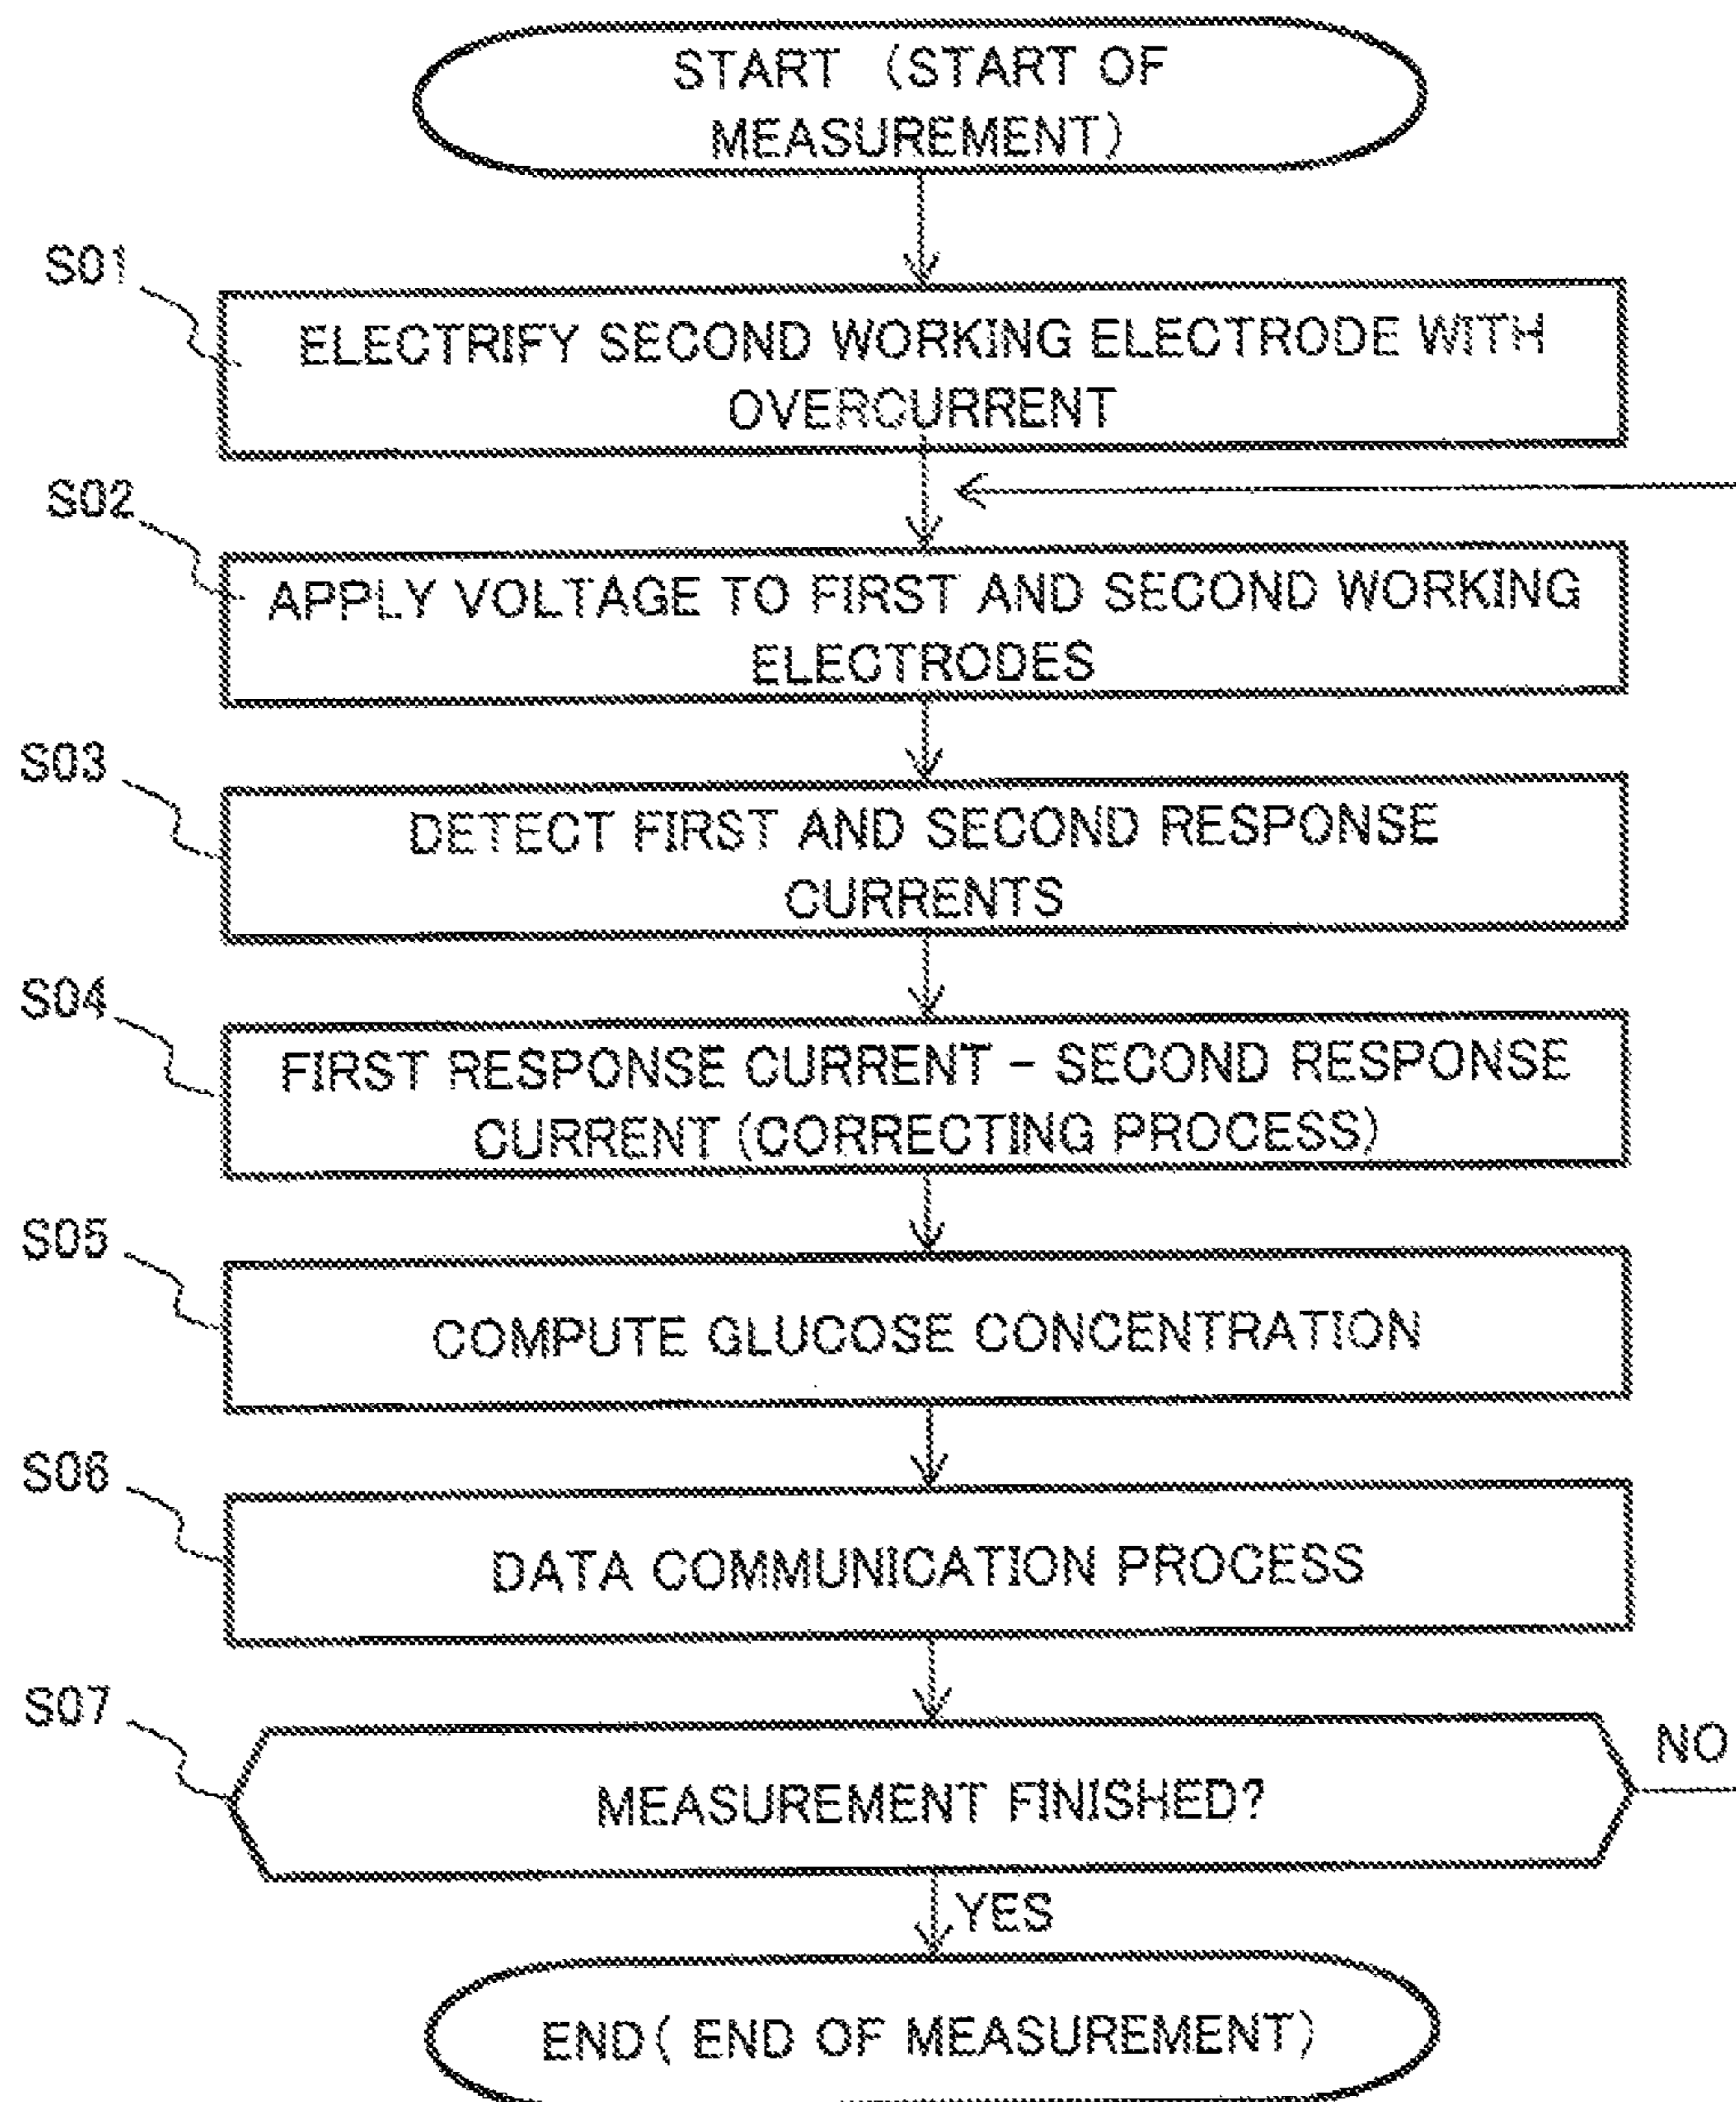 START (START OF
MEASUREMENT)
S01
ELECTRIFY SECOND WORKING ELECTRODE WITH
OVERCURRENT
S02
APPLY VOLTAGE TO FIRST AND SECOND WORKING
ELECTRODES
S03
DETECT FIRST AND SECOND RESPONSE
CURRENTS
S04
FIRST RESPONSE CURRENT – SECOND RESPONSE
CURRENT (CORRECTING PROCESS)
S05
COMPUTE GLUCOSE CONCENTRATION
S06
DATA COMMUNICATION PROCESS
S07
NO
MEASUREMENT FINISHED?
YES
END( END OF MEASUREMENT)